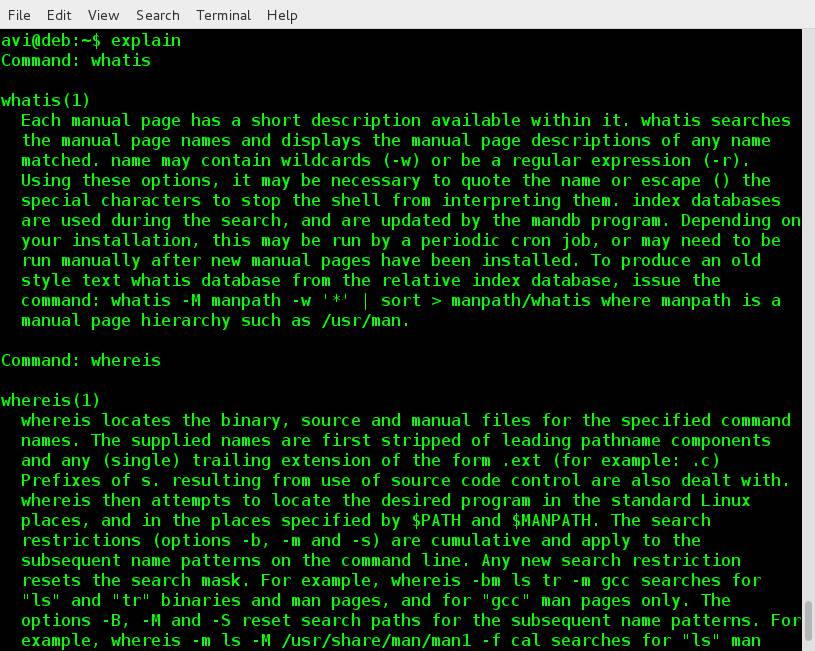 File Edit View Search Terminal Help
avi@deb:~$ explain
Command: whatis
whatis(1)
Each manual page has a short description available within it. whatis searches
the manual page names and displays the manual page descriptions of any name
matched. name may contain wildcards (-w) or be a regular expression (-r).
Using these options, it may be necessary to quote the name or escape () the
special characters to stop the shell from interpreting them. index databases
are used during the search, and are updated by the mandb program. Depending on
your installation, this may be run by a periodic cron job, or may need to be
run manually after new manual pages have been installed. To produce an old
style text whatis database from the relative index database, issue the
command: whatis -M manpath -w '*' | sort > manpath/whatis where manpath is a
manual page hierarchy such as /usr/man.
Command: whereis
whereis(1)
whereis locates the binary, source and manual files for the specified command
names. The supplied names are first stripped of leading pathname components
and any (single) trailing extension of the form .ext (for example: .c)
Prefixes of s. resulting from use of source code control are also dealt with.
whereis then attempts to locate the desired program in the standard Linux
places, and in the places specified by $PATH and $MANPATH. The search
restrictions (options -b, -m and -s) are cumulative and apply to the
subsequent name patterns on the command line. Any new search restriction
resets the search mask. For example, whereis -bm ls tr -m gcc searches for
"ls" and "tr" binaries and man pages, and for "gcc" man pages only. The
options -B, -M and -S reset search paths for the subsequent name patterns. For
example, whereis -m ls -M /usr/share/man/man1 -f cal searches for "ls" man